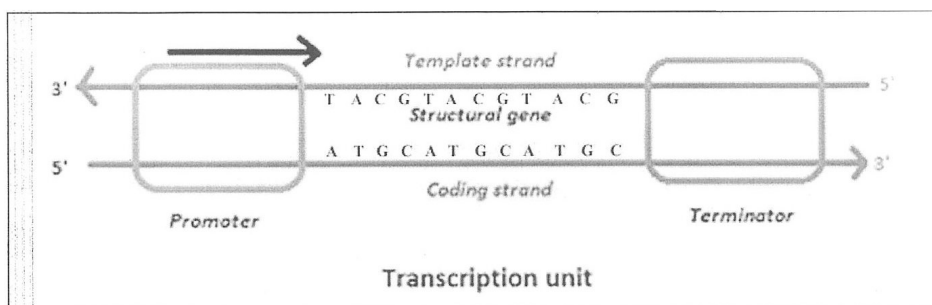 Template strand
3' 5'
T A C G T A C G T A C G
Structural gene
A T G C A T G C A T G C
5' 3'
Coding strand
Promoter Terminator
Transcription unit